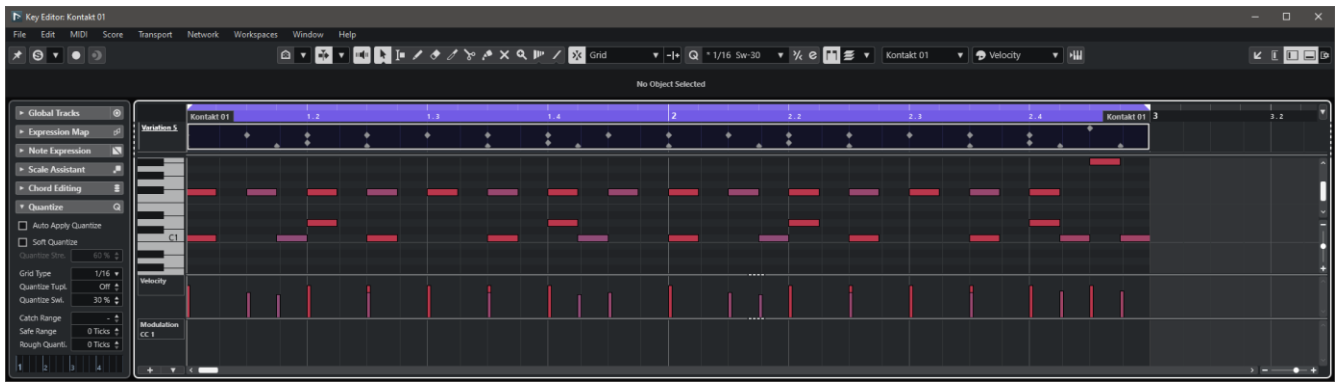 Key Editor: Kontakt 01
File Edit MIDI Score Transport Network Workspaces Window Help
S Grid Q * 1/16 Sw-30 e Kontakt 01 Velocity
No Object Selected
Global Tracks
Expression Map
Note Expression
Scale Assistant
Chord Editing
Quantize Q
Auto Apply Quantize
Soft Quantize
Quantize Stre. 60 %
Grid Type 1/16
Quantize Tupl. Off
Quantize Swi. 30 %
Catch Range -
Safe Range 0 Ticks
Rough Quanti. 0 Ticks
1 2 3 4
Kontakt 01 1. 2 1. 3 1. 4 2 2. 2 2. 3 2. 4 Kontakt 01 3 3. 2
Variation 5
C1
Velocity
Modulation
CC 1